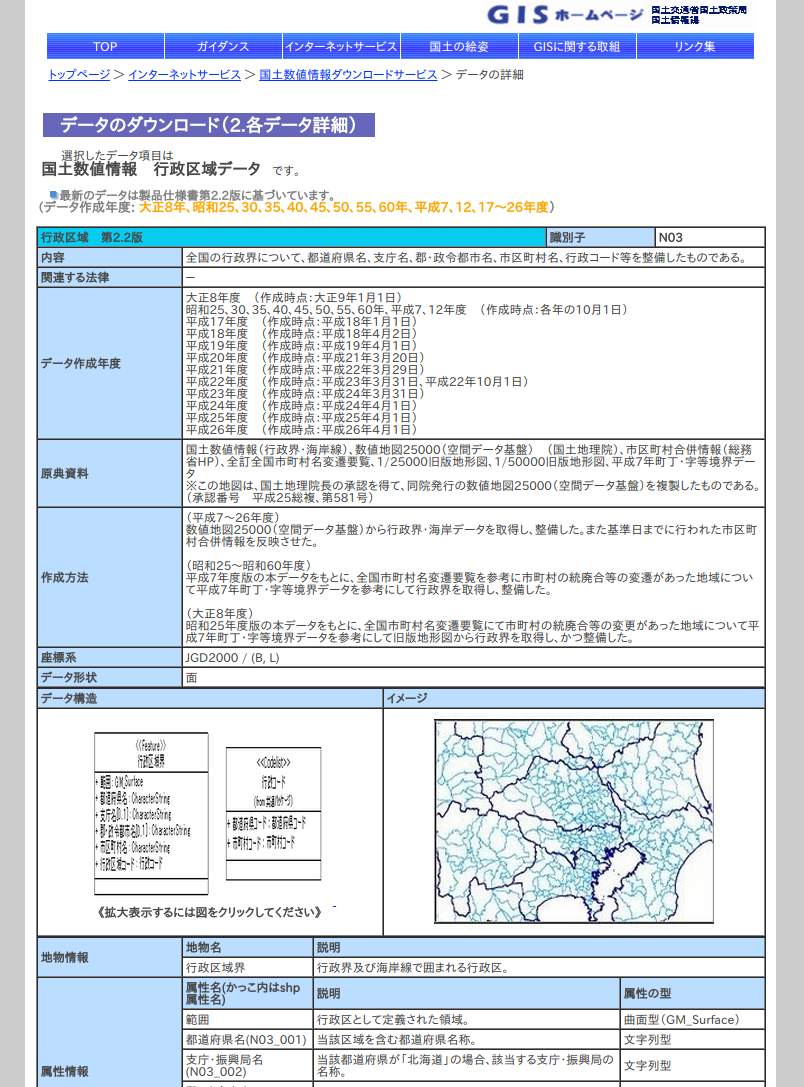 GIS ホームページ 国土交通省国土政策局
国土情報課
TOP ガイダンス インターネットサービス 国土の絵姿 GISに関する取組 リンク集
トップページ ＞ インターネットサービス ＞ 国土数値情報ダウンロードサービス ＞ データの詳細
データのダウンロード（2.各データ詳細）
選択したデータ項目は
国土数値情報　行政区域データ　です。
最新のデータは製品仕様書第2.2版に基づいています。
（データ作成年度: 大正8年、昭和25、30、35、40、45、50、55、60年、平成7、12、17～26年度）
行政区域　第2.2版 識別子 N03
内容 全国の行政界について、都道府県名、支庁名、郡・政令都市名、市区町村名、行政コード等を整備したものである。
関連する法律 －
データ作成年度
大正8年度　（作成時点：大正9年1月1日）
昭和25、30、35、40、45、50、55、60年、平成7、12年度　（作成時点：各年の10月1日）
平成17年度　（作成時点：平成18年1月1日）
平成18年度　（作成時点：平成18年4月2日）
平成19年度　（作成時点：平成19年4月1日）
平成20年度　（作成時点：平成21年3月20日）
平成21年度　（作成時点：平成22年3月29日）
平成22年度　（作成時点：平成23年3月31日、平成22年10月1日）
平成23年度　（作成時点：平成24年3月31日）
平成24年度　（作成時点：平成24年4月1日）
平成25年度　（作成時点：平成25年4月1日）
平成26年度　（作成時点：平成26年4月1日）
原典資料
国土数値情報（行政界・海岸線）、数値地図25000（空間データ基盤）　（国土地理院）、市区町村合併情報（総務
省HP）、全訂全国市町村名変遷要覧、1/25000旧版地形図、1/50000旧版地形図、平成7年町丁・字等境界デー
タ
※この地図は、国土地理院長の承認を得て、同院発行の数値地図25000（空間データ基盤）を複製したものである。
（承認番号　平成25総複、第581号）
作成方法
（平成7～26年度）
数値地図25000（空間データ基盤）から行政界・海岸データを取得し、整備した。また基準日までに行われた市区町
村合併情報を反映させた。
（昭和25～昭和60年度）
平成7年度版の本データをもとに、全国市町村名変遷要覧を参考に市町村の統廃合等の変遷があった地域につい
て平成7年町丁・字等境界データを参考にして行政界を取得し、整備した。
（大正8年度）
昭和25年度版の本データをもとに、全国市町村名変遷要覧にて市町村の統廃合等の変更があった地域について平
成7年町丁・字等境界データを参考にして旧版地形図から行政界を取得し、かつ整備した。
座標系 JGD2000 / (B, L)
データ形状 面
データ構造 イメージ
<<Feature>>
行政区域界
+ 範囲 : GM_Surface
+ 都道府県名 : CharacterString
+ 支庁名[0..1] : CharacterString
+ 郡・政令都市名[0..1] : CharacterString
+ 市区町村名 : CharacterString
+ 行政区域コード : 行政コード
<<Codelist>>
行政コード
(from 共通パッケージ)
+ 都道府県コード : 都道府県コード
+ 市町村コード : 市町村コード
《拡大表示するには図をクリックしてください》
地物情報
地物名 説明
行政区域界 行政界及び海岸線で囲まれる行政区。
属性情報
属性名(かっこ内はshp
属性名) 説明 属性の型
範囲 行政区として定義された領域。 曲面型（GM_Surface）
都道府県名(N03_001) 当該区域を含む都道府県名称。 文字列型
支庁・振興局名
(N03_002) 当該都道府県が「北海道」の場合、該当する支庁・振興局の
名称。 文字列型